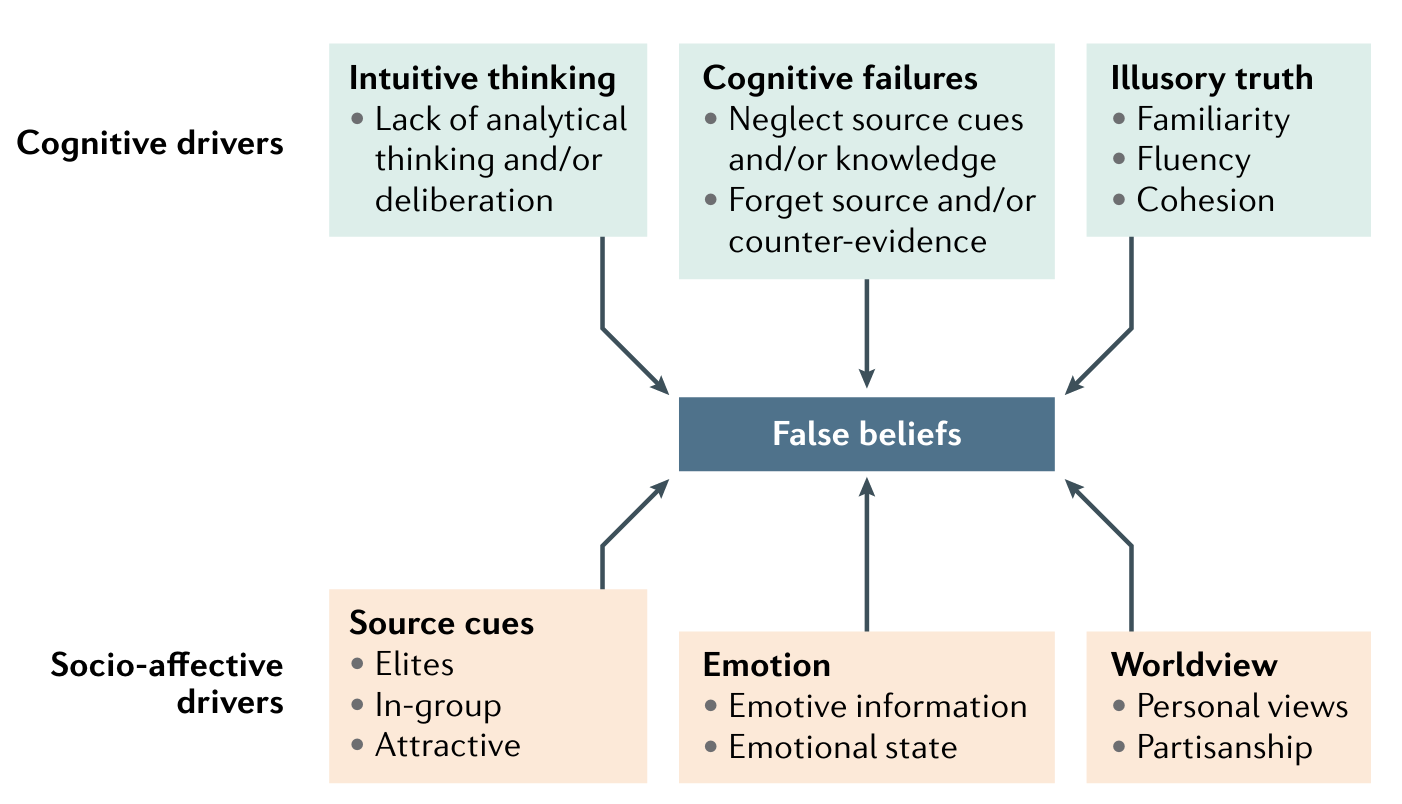 Cognitive drivers
Intuitive thinking
• Lack of analytical
thinking and/or
deliberation
Cognitive failures
• Neglect source cues
and/or knowledge
• Forget source and/or
counter-evidence
Illusory truth
• Familiarity
• Fluency
• Cohesion
False beliefs
Socio-affective
drivers
Source cues
• Elites
• In-group
• Attractive
Emotion
• Emotive information
• Emotional state
Worldview
• Personal views
• Partisanship